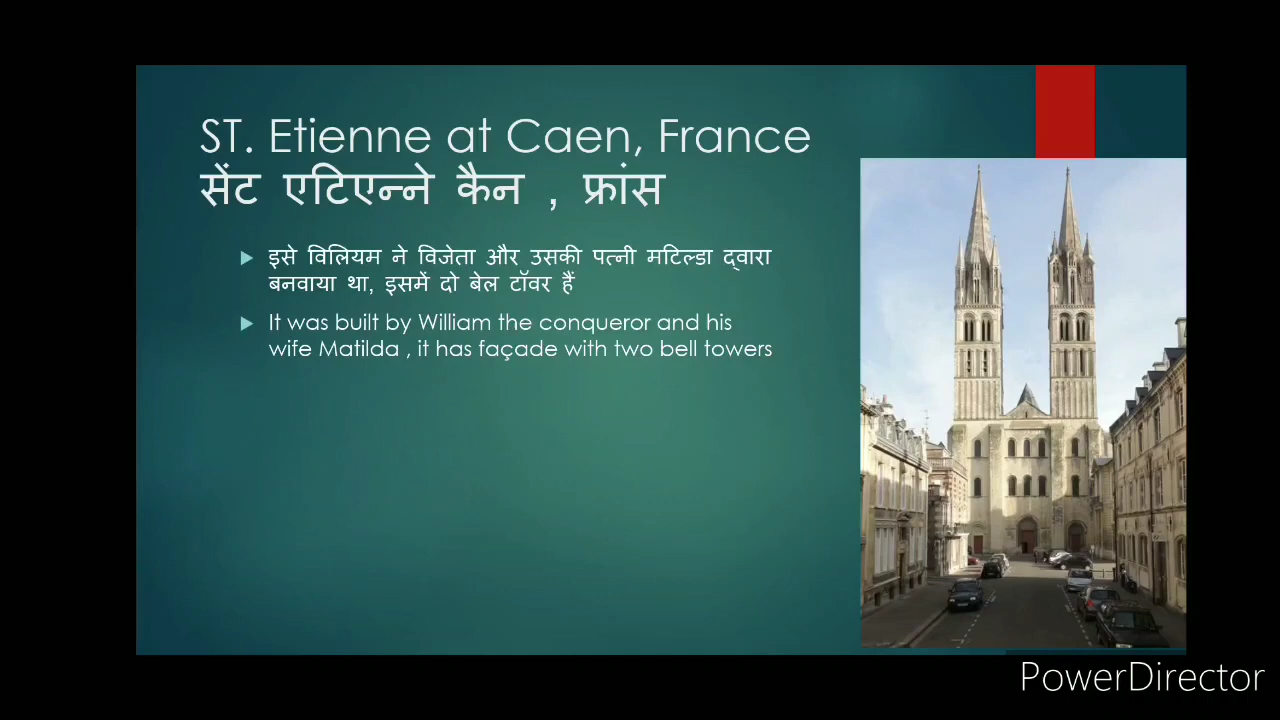 ST. Etienne at Caen, France
सेंट एटिएन्ने कैन , फ्रांस
इसे विलियम ने विजेता और उसकी पत्नी मटिल्डा द्वारा
बनवाया था, इसमें दो बेल टॉवर हैं
It was built by William the conqueror and his
wife Matilda , it has façade with two bell towers
PowerDirector